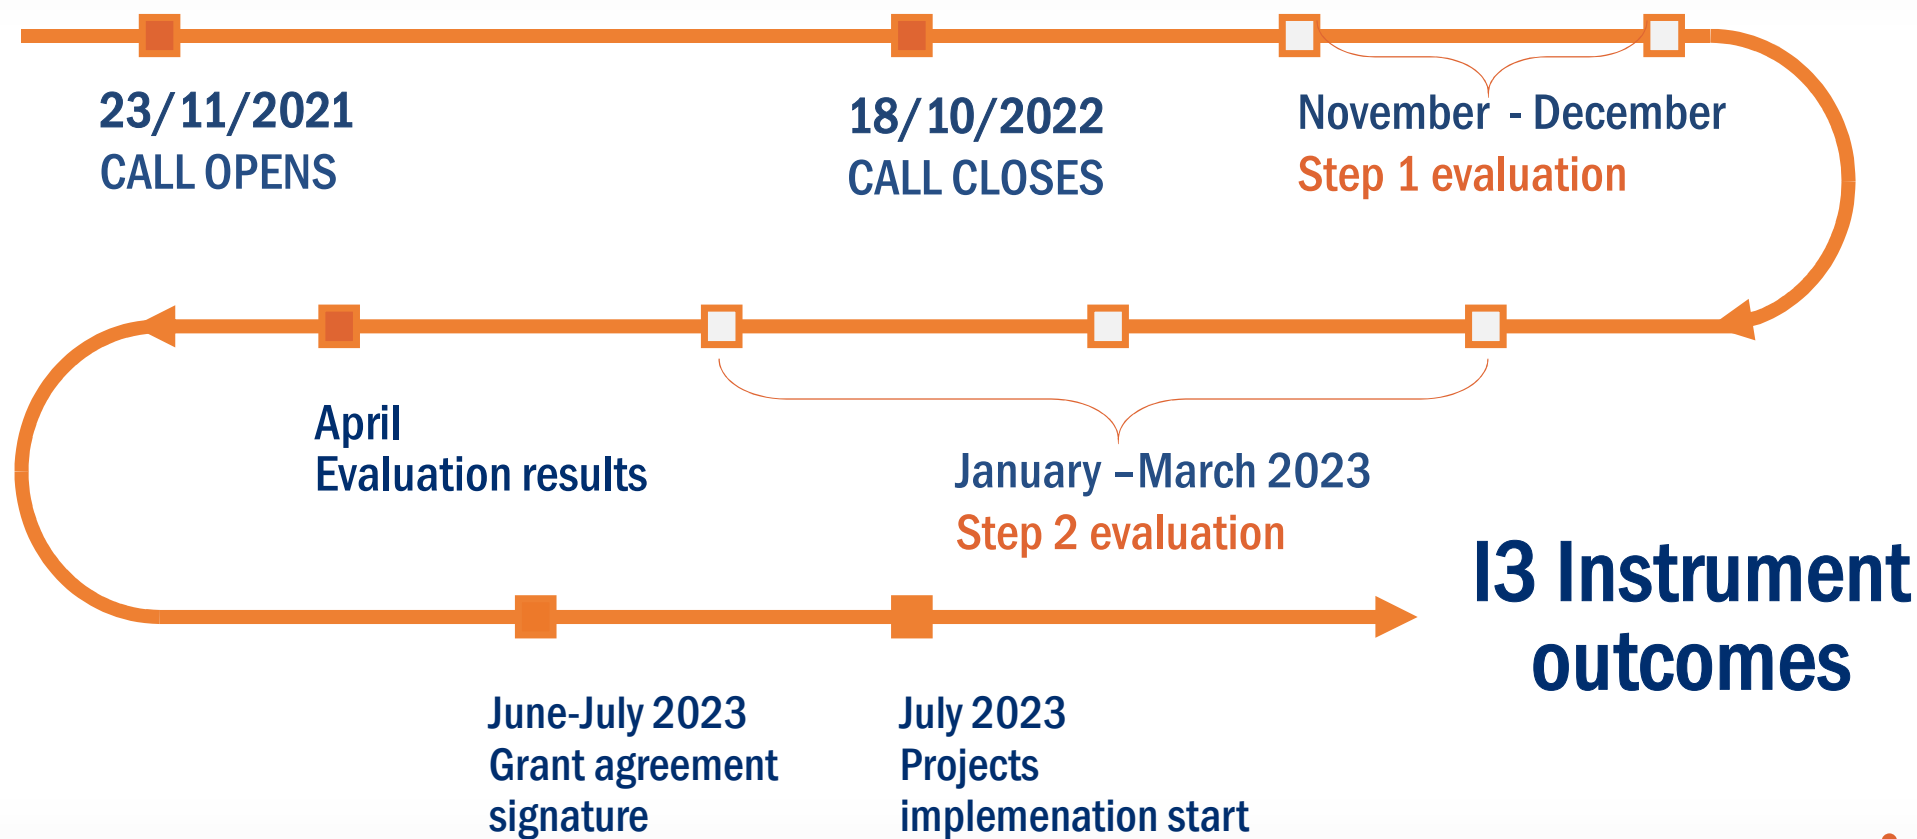 23/11/2021
CALL OPENS
18/10/2022
CALL CLOSES
November - December
Step 1 evaluation
January –March 2023
Step 2 evaluation
April
Evaluation results
June-July 2023
Grant agreement
signature
July 2023
Projects
implemenation start
I3 Instrument
outcomes